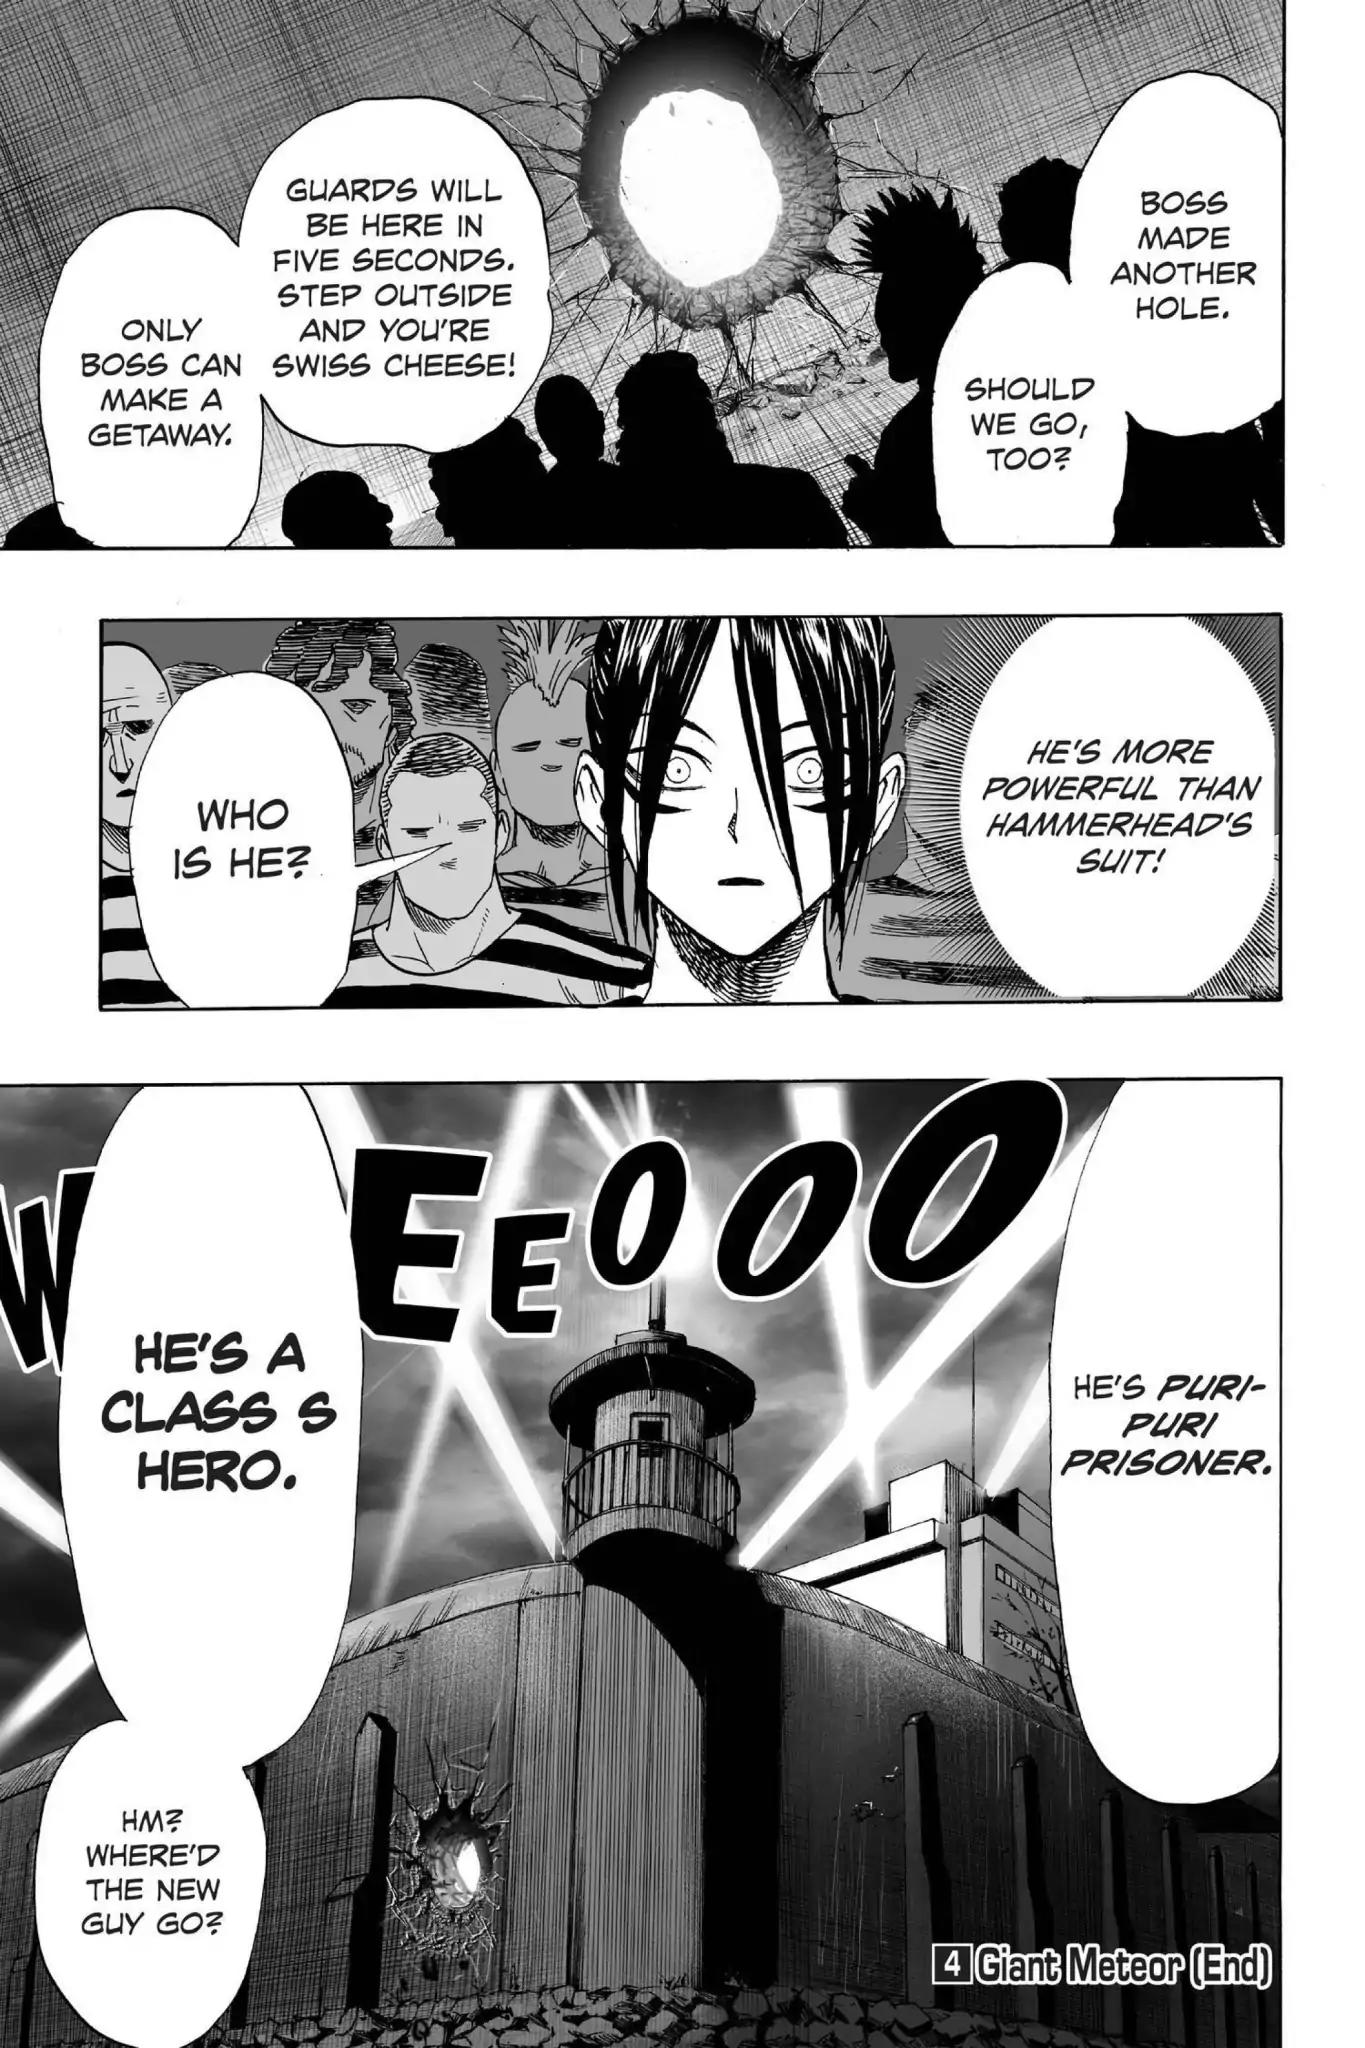 BOSS
MADE
ANOTHER
HOLE.
SHOULD
WE GO,
TOO?
GUARDS WILL
BE HERE IN
FIVE SECONDS.
STEP OUTSIDE
AND YOU'RE
SWISS CHEESE!
ONLY
BOSS CAN
MAKE A
GETAWAY.
HE'S MORE
POWERFUL THAN
HAMMERHEAD'S
SUIT!
WHO
IS HE?
HE'S PURI-
PURI
PRISONER.
W EEOOO
HE'S A
CLASS S
HERO.
HM?
WHERE'D
THE NEW
GUY GO?
4 Giant Meteor (End)